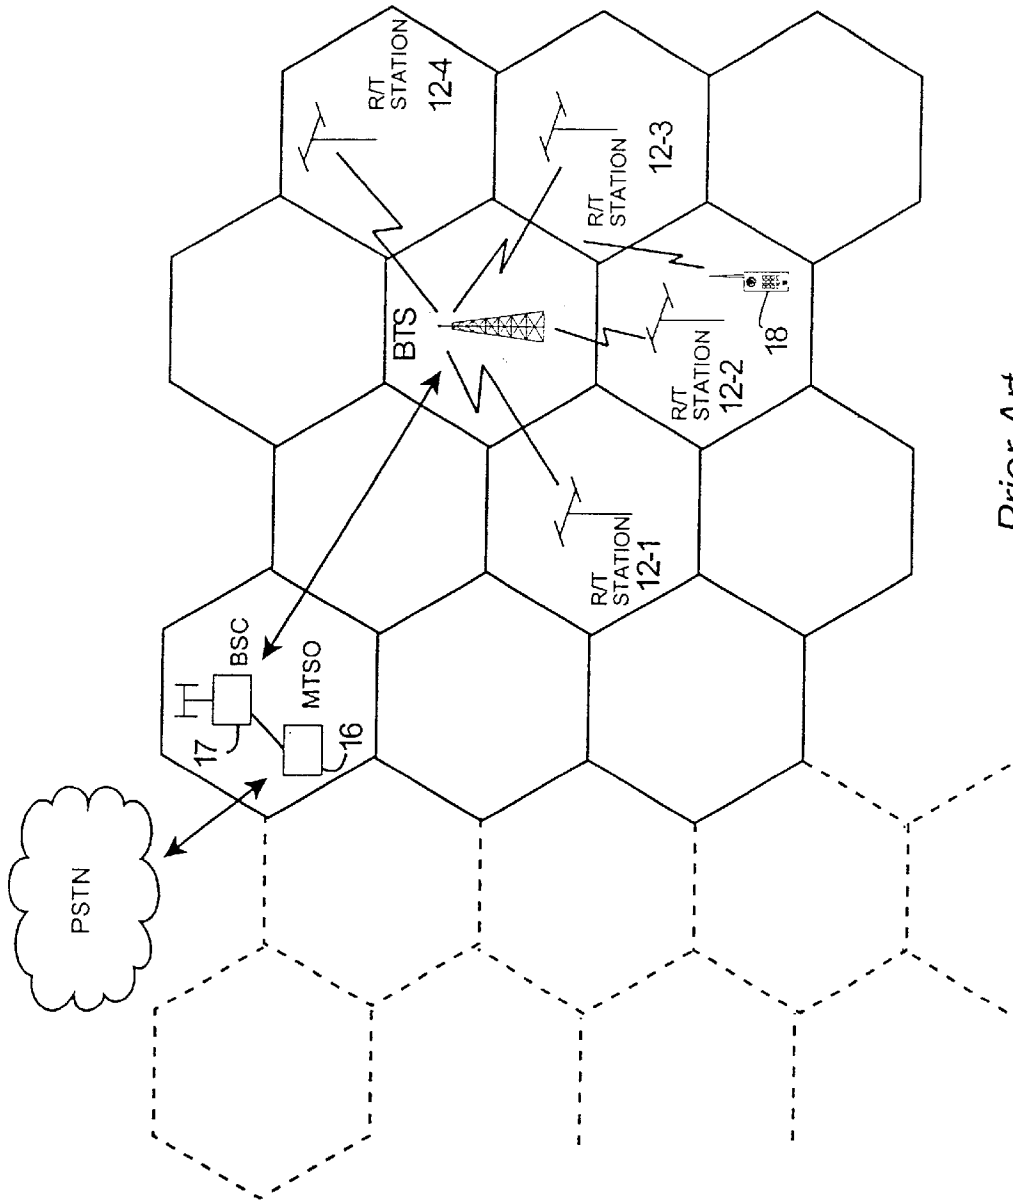 PSTN
17
BSC
16
MTSO
BTS
R/T
STATION
12-4
R/T
STATION
12-3
R/T
STATION
12-2
18
R/T
STATION
12-1
Prior Art